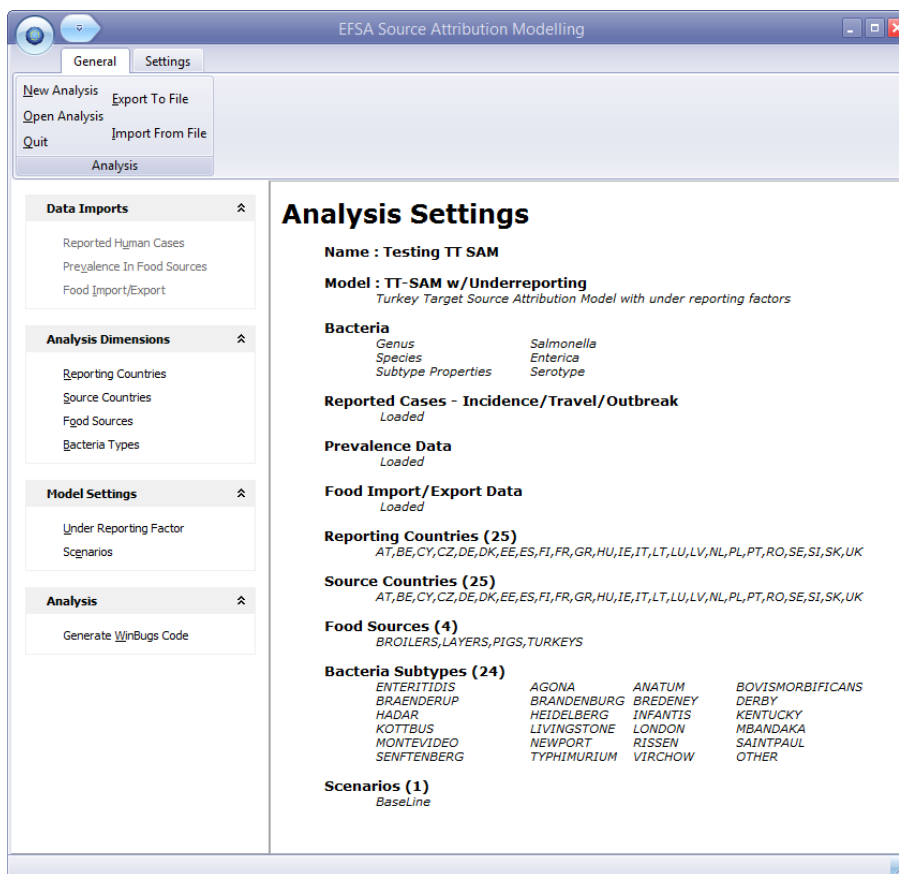 EFSA Source Attribution Modelling
General Settings
New Analysis
Open Analysis
Quit
Export To File
Import From File
Analysis
Data Imports
Reported Human Cases
Prevalence In Food Sources
Food Import/Export
Analysis Dimensions
Reporting Countries
Source Countries
Food Sources
Bacteria Types
Model Settings
Under Reporting Factor
Scenarios
Analysis
Generate WinBugs Code
Analysis Settings
Name : Testing TT SAM
Model : TT-SAM w/Underreporting
Turkey Target Source Attribution Model with under reporting factors
Bacteria
Genus Salmonella
Species Enterica
Subtype Properties Serotype
Reported Cases - Incidence/Travel/Outbreak
Loaded
Prevalence Data
Loaded
Food Import/Export Data
Loaded
Reporting Countries (25)
AT,BE,CY,CZ,DE,DK,EE,ES,FI,FR,GR,HU,IE,IT,LT,LU,LV,NL,PL,PT,RO,SE,SI,SK,UK
Source Countries (25)
AT,BE,CY,CZ,DE,DK,EE,ES,FI,FR,GR,HU,IE,IT,LT,LU,LV,NL,PL,PT,RO,SE,SI,SK,UK
Food Sources (4)
BROILERS,LAYERS,PIGS,TURKEYS
Bacteria Subtypes (24)
ENTERITIDIS AGONA ANATUM BOVISMORBIFICANS
BRAENDERUP BRANDENBURG BREDENEY DERBY
HADAR HEIDELBERG INFANTIS KENTUCKY
KOTTBUS LIVINGSTONE LONDON MBANDAKA
MONTEVIDEO NEWPORT RISSEN SAINTPAUL
SENFTENBERG TYPHIMURIUM VIRCHOW OTHER
Scenarios (1)
BaseLine